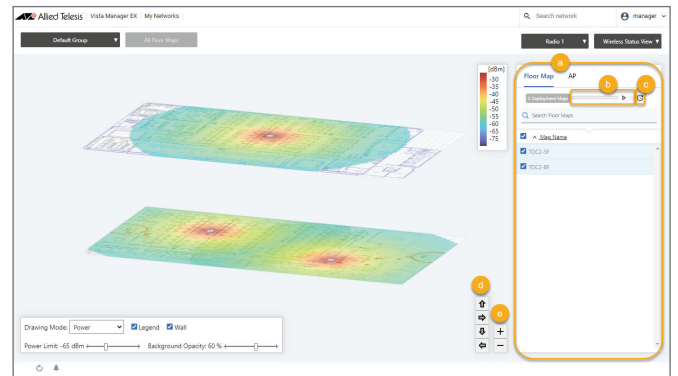 Allied Telesis Vista Manager EX My Networks
Search network
manager
Default Group
All Floor Maps
Radio 1
Wireless Status View
a
b
c
[dBm]
-30
-35
-40
-45
-50
-55
-60
-65
-70
-75
Floor Map AP
2 Deployment Maps
Search Floor Maps
Map Name
TOC2-5F
TOC2-6F
d
e
Drawing Mode: Power Legend Wall
Power Limit: -65 dBm Background Opacity: 60 %